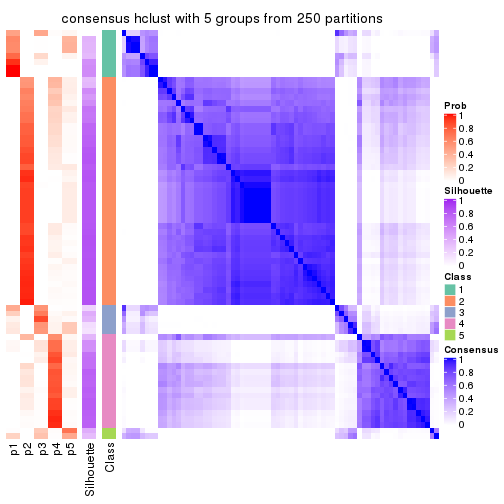 consensus hclust with 5 groups from 250 partitions
Prob
1
0.8
0.6
0.4
0.2
0
Silhouette
1
0.8
0.6
0.4
0.2
0
Class
1
2
3
4
5
Consensus
1
0.8
0.6
0.4
0.2
0
p1
p2
p3
p4
p5
Silhouette
Class